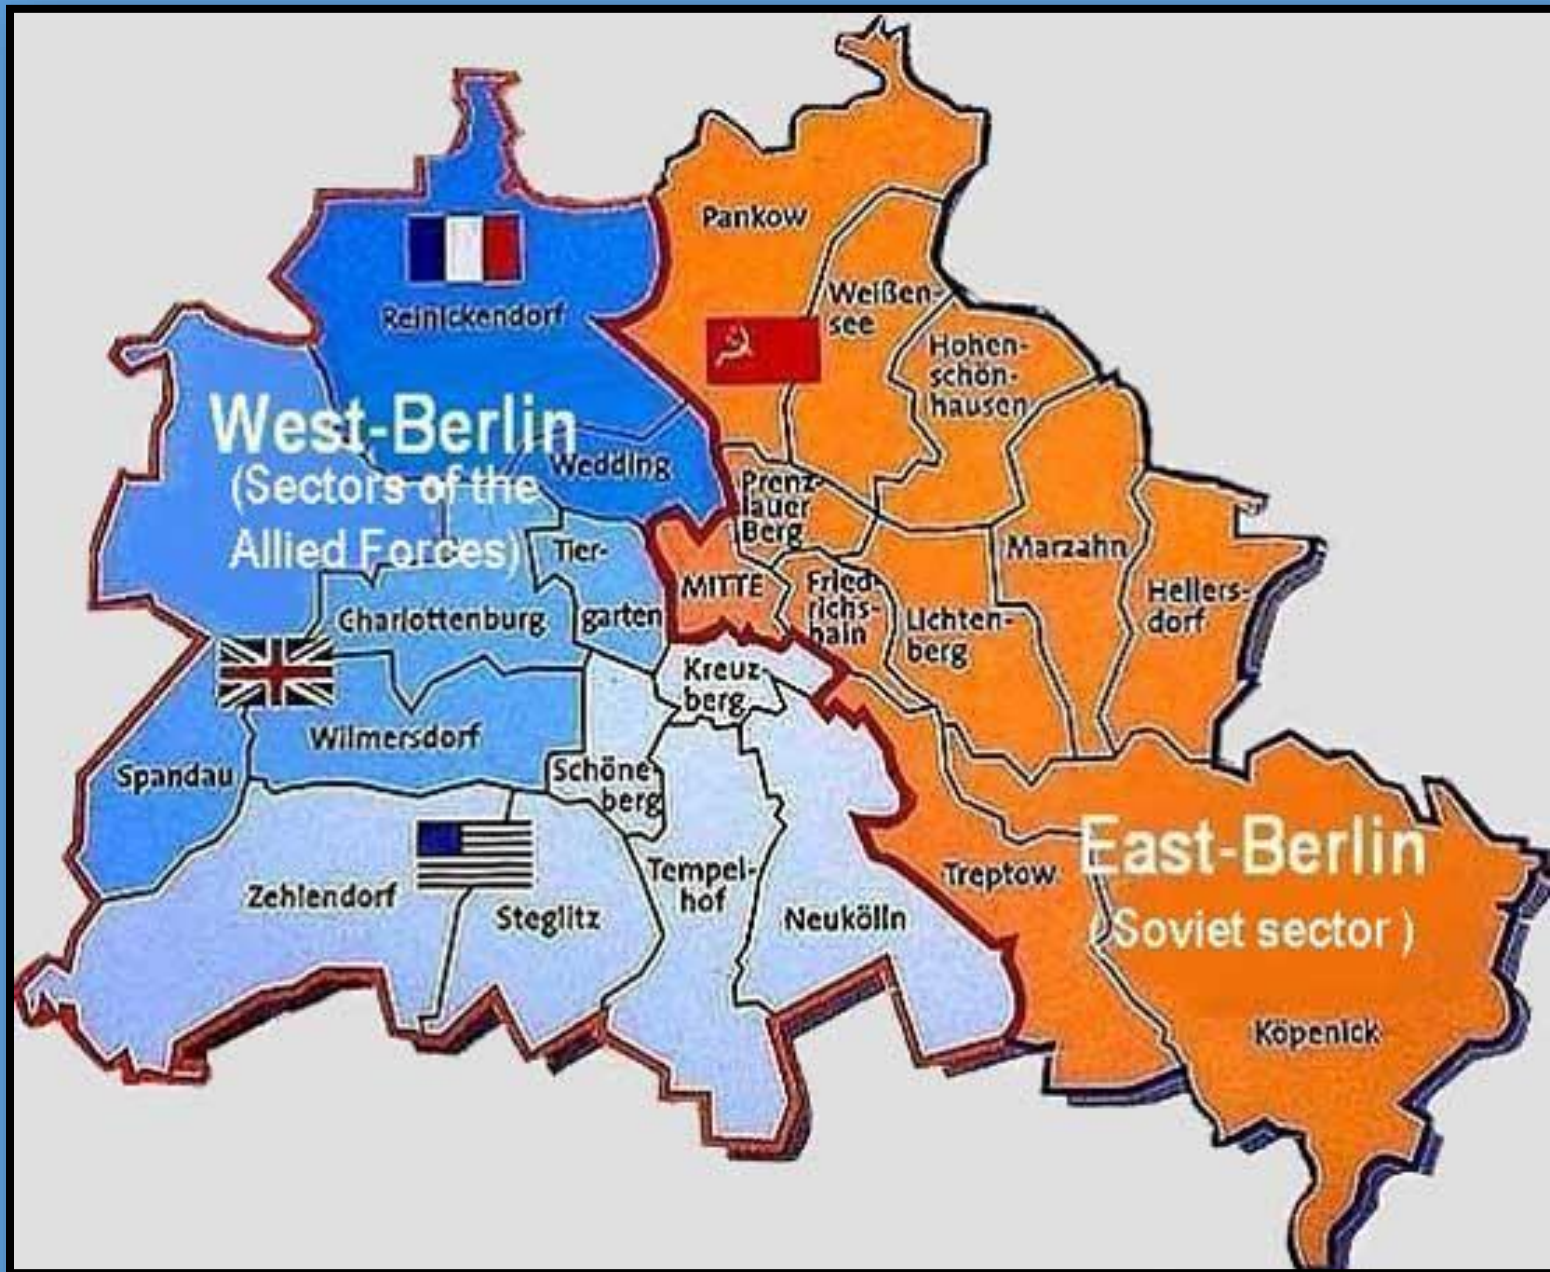 Pankow
Weißen-
see
Reinickendorf
Hohen-
schön-
hausen
West-Berlin
(Sectors of the
Allied Forces)
Wedding
Prenz-
lauer
Berg
Marzahn
Tier-
garten
MITTE
Fried-
richs-
hain
Lichten-
berg
Hellers-
dorf
Charlottenburg
Kreuz-
berg
Wilmersdorf
Spandau
Schöne-
berg
East-Berlin
(Soviet sector )
Zehlendorf
Steglitz
Tempel-
hof
Neukölln
Treptow
Köpenick